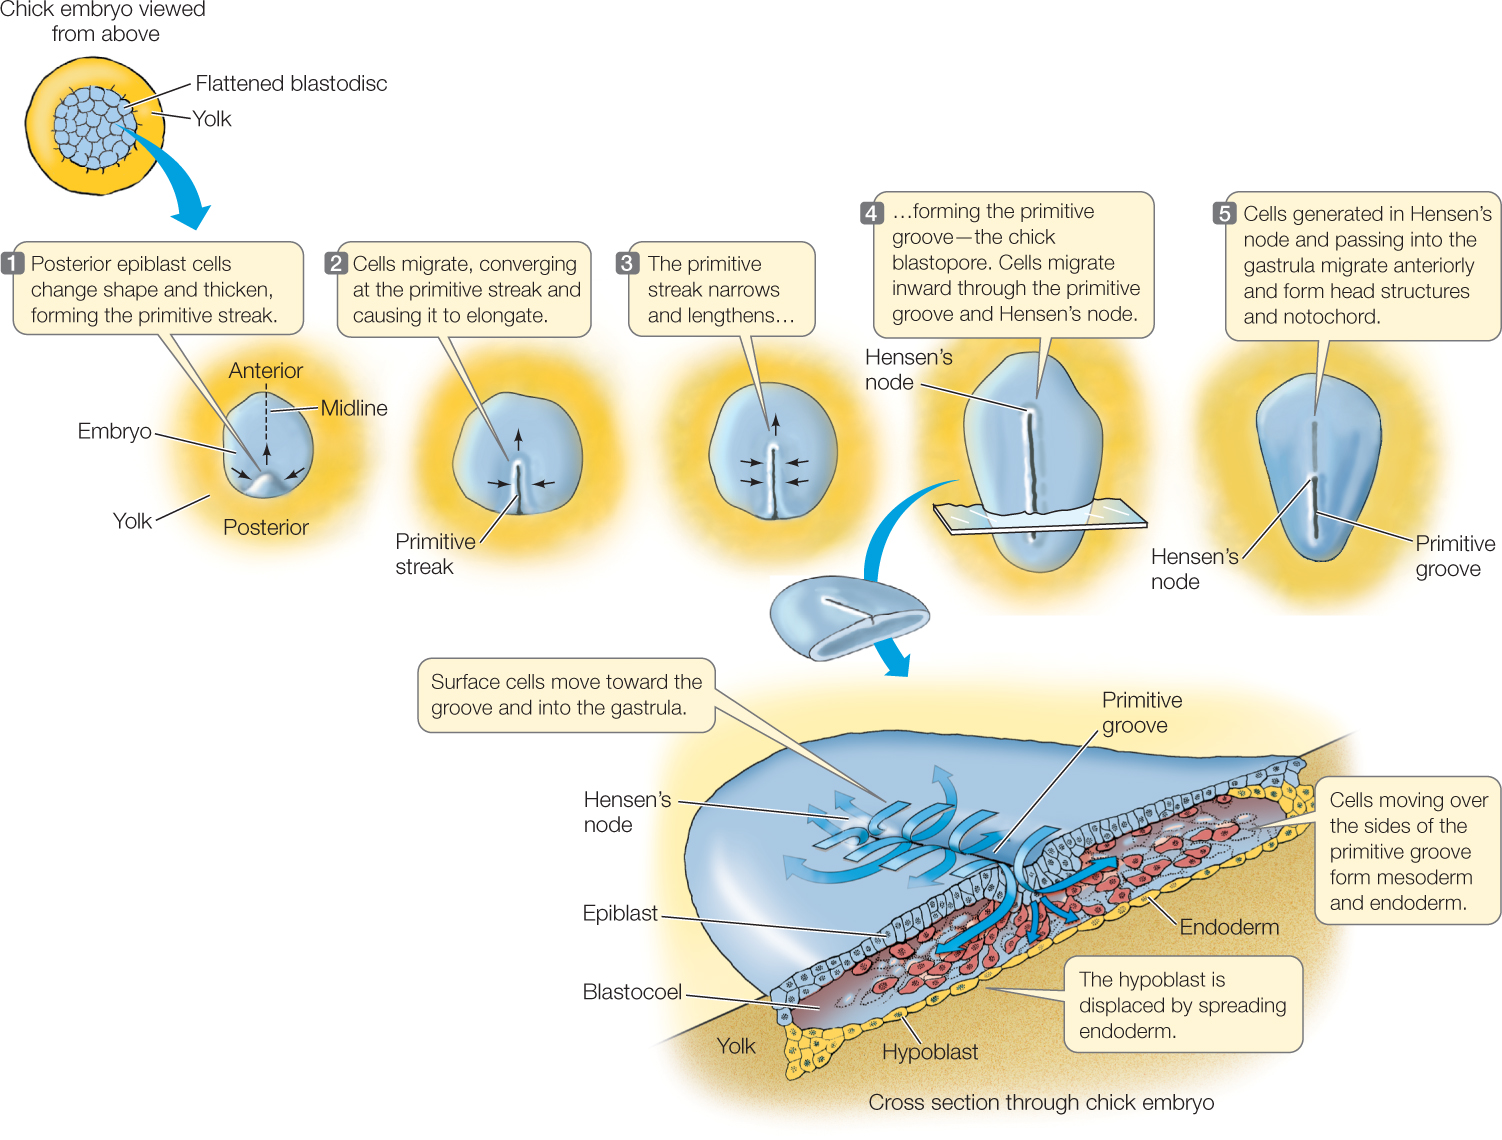 Chick embryo viewed
from above
Flattened blastodisc
Yolk
1 Posterior epiblast cells
change shape and thicken,
forming the primitive streak.
2 Cells migrate, converging
at the primitive streak and
causing it to elongate.
3 The primitive
streak narrows
and lengthens…
4 …forming the primitive
groove—the chick
blastopore. Cells migrate
inward through the primitive
groove and Hensen’s node.
5 Cells generated in Hensen’s
node and passing into the
gastrula migrate anteriorly
and form head structures
and notochord.
Anterior
Midline
Embryo
Yolk
Posterior
Primitive
streak
Hensen’s
node
Hensen’s
node
Primitive
groove
Surface cells move toward the
groove and into the gastrula.
Primitive
groove
Hensen’s
node
Cells moving over
the sides of the
primitive groove
form mesoderm
and endoderm.
Epiblast
Endoderm
Blastocoel
The hypoblast is
displaced by spreading
endoderm.
Yolk
Hypoblast
Cross section through chick embryo